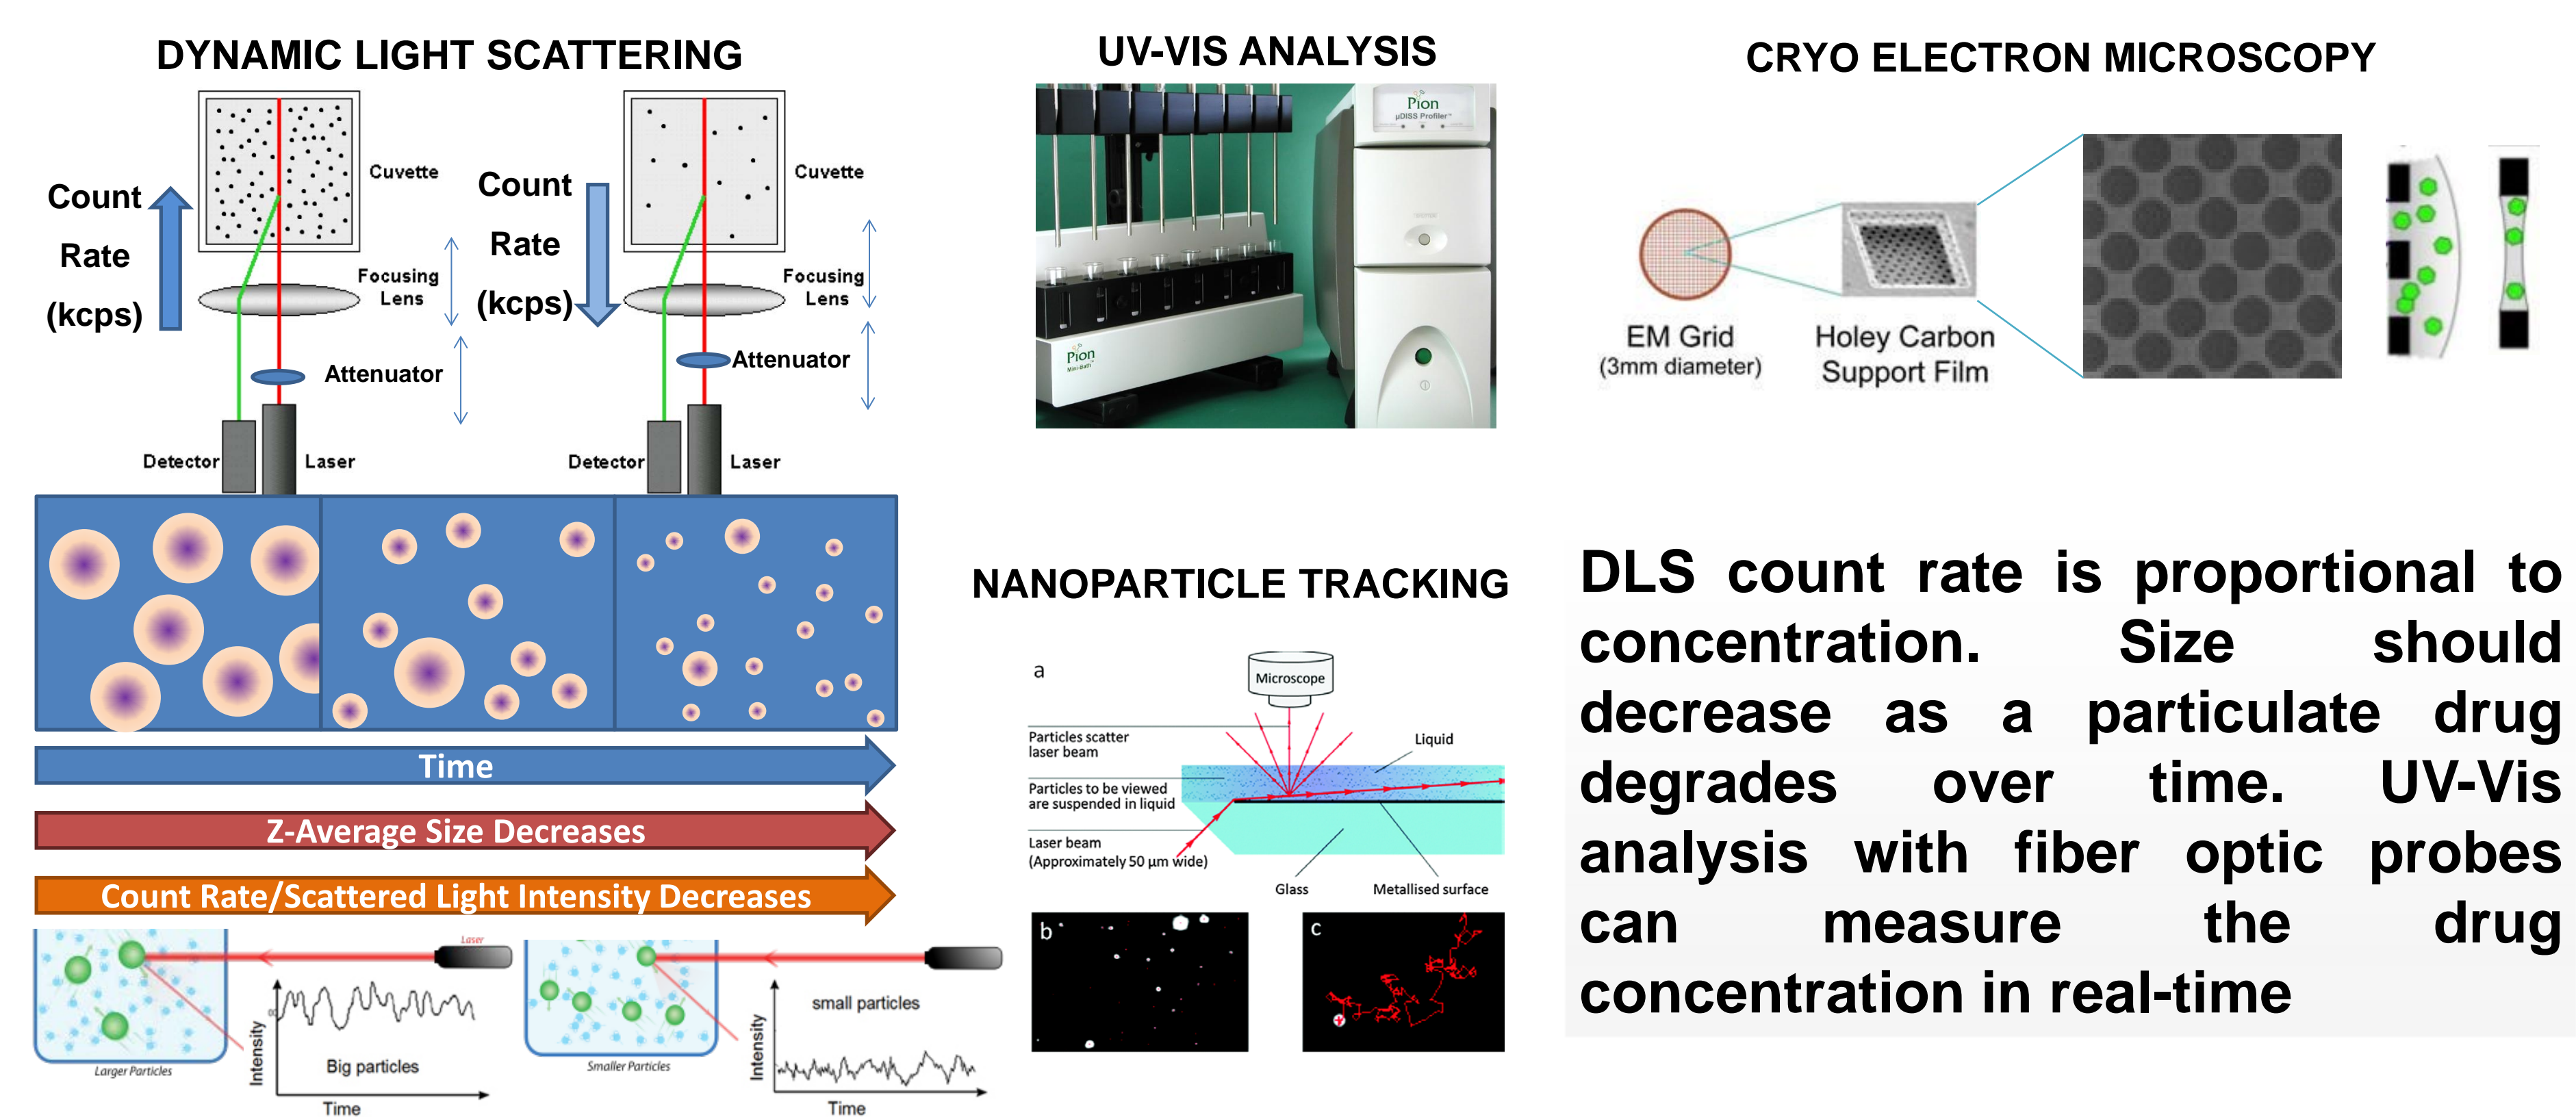 DYNAMIC LIGHT SCATTERING
Count
Rate
(kcps)
Cuvette
Focusing
Lens
Attenuator
Detector
Laser
Count
Rate
(kcps)
Cuvette
Focusing
Lens
Attenuator
Detector
Laser
Time
Z-Average Size Decreases
Count Rate/Scattered Light Intensity Decreases
Laser
Larger Particles
Intensity
Big particles
Time
Smaller Particles
Intensity
small particles
Time
UV-VIS ANALYSIS
Pion
µDISS Profiler™
Pion
Mini-Bath™
NANOPARTICLE TRACKING
a
Microscope
Particles scatter
laser beam
Liquid
Particles to be viewed
are suspended in liquid
Laser beam
(Approximately 50 µm wide)
Glass
Metallised surface
b
c
CRYO ELECTRON MICROSCOPY
EM Grid
(3mm diameter)
Holey Carbon
Support Film
DLS count rate is proportional to
concentration. Size should
decrease as a particulate drug
degrades over time. UV-Vis
analysis with fiber optic probes
can measure the drug
concentration in real-time